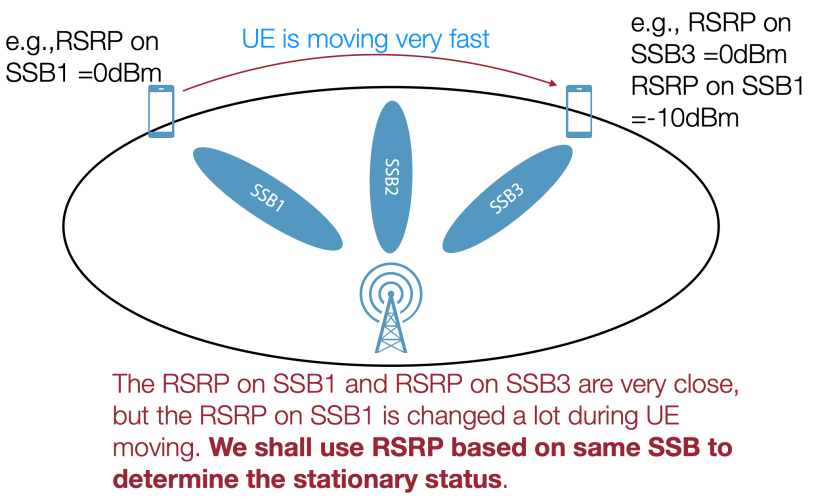 e.g.,RSRP on
SSB1 =0dBm
UE is moving very fast
e.g., RSRP on
SSB3 =0dBm
RSRP on SSB1
=-10dBm
SSB1
SSB2
SSB3
The RSRP on SSB1 and RSRP on SSB3 are very close,
but the RSRP on SSB1 is changed a lot during UE
moving. We shall use RSRP based on same SSB to
determine the stationary status.